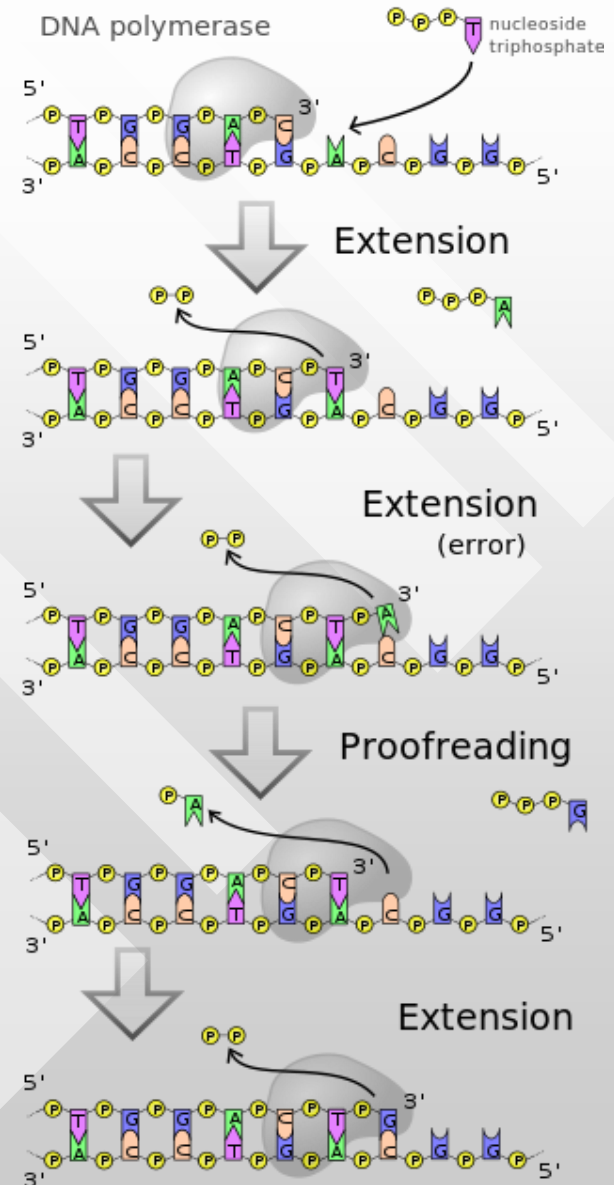 DNA polymerase
P P P T nucleoside
triphosphate
5' P T P G P G P A P C 3'
3' P A P C P C P T P G P A P C P G P G P 5'
Extension
P P
P P P A
5' P T P G P G P A P C P T 3'
3' P A P C P C P T P G P A P C P G P G P 5'
Extension
(error)
P P
5' P T P G P G P A P C P T P A 3'
3' P A P C P C P T P G P A P C P G P G P 5'
Proofreading
P A
P P P G
5' P T P G P G P A P C P T 3'
3' P A P C P C P T P G P A P C P G P G P 5'
Extension
P P
5' P T P G P G P A P C P T P G 3'
3' P A P C P C P T P G P A P C P G P G P 5'